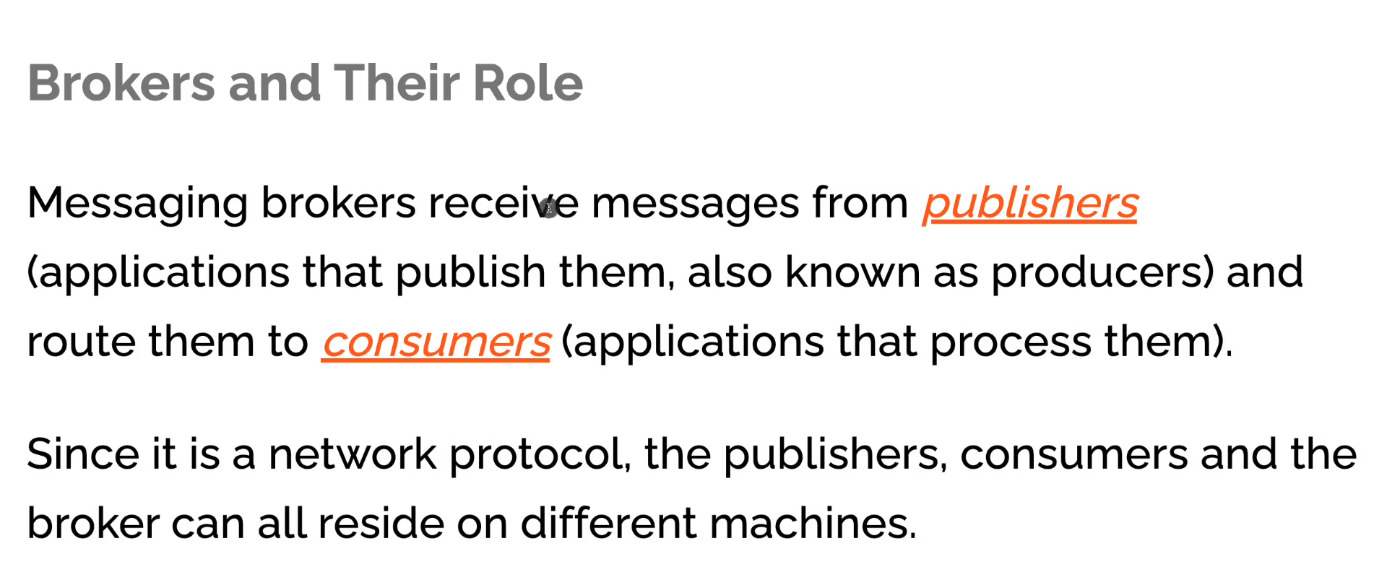 Brokers and Their Role
Messaging brokers receive messages from publishers
(applications that publish them, also known as producers) and
route them to consumers (applications that process them).
Since it is a network protocol, the publishers, consumers and the
broker can all reside on different machines.